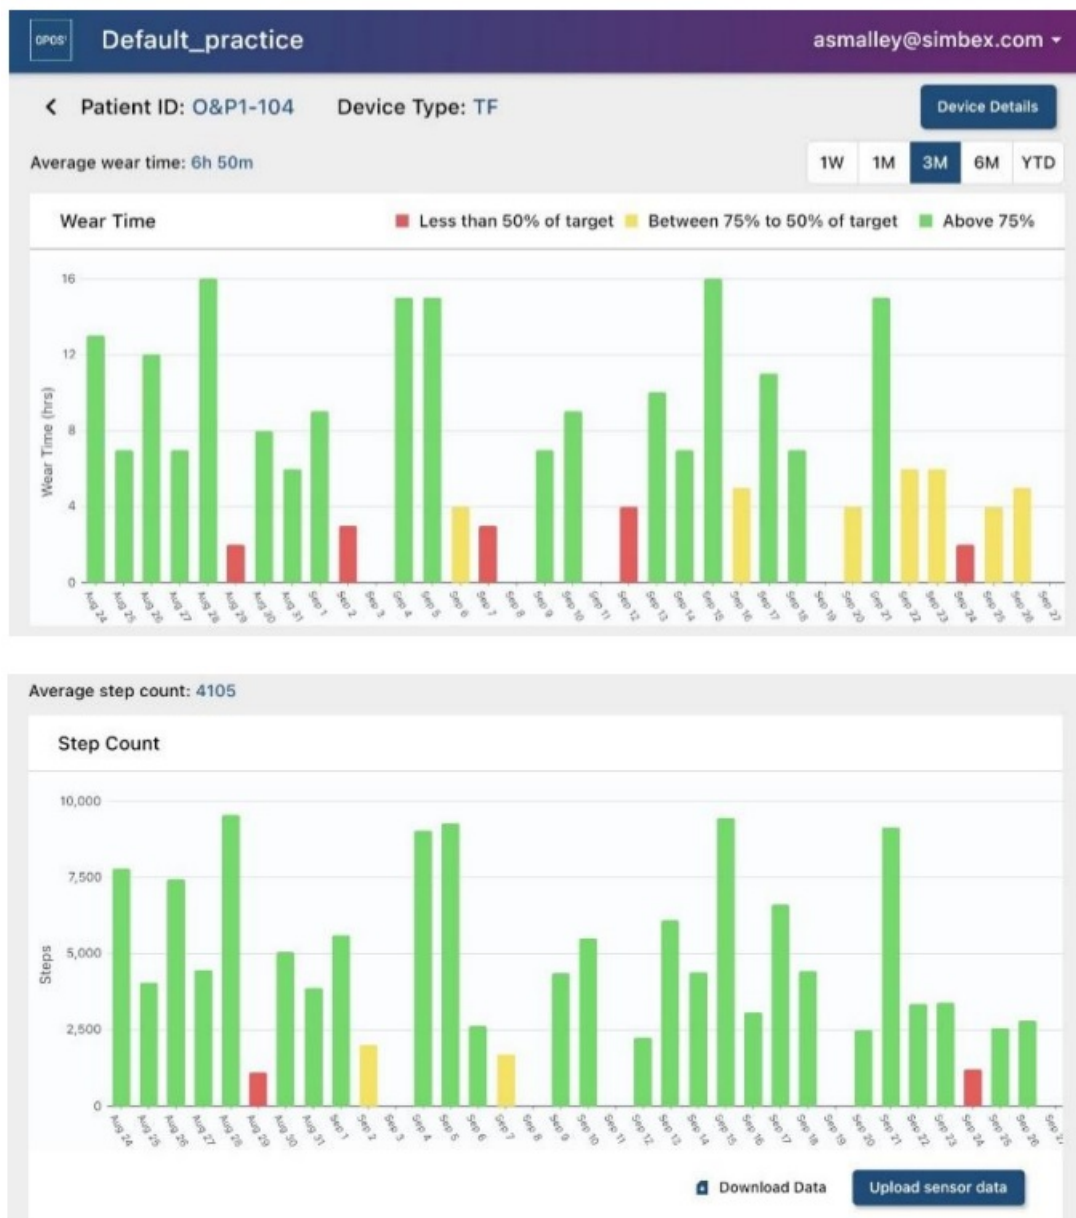 OPOS'
Default_practice
asmalley@simbex.com
Patient ID: O&P1-104 Device Type: TF
Device Details
Average wear time: 6h 50m
1W 1M 3M 6M YTD
Wear Time
Less than 50% of target Between 75% to 50% of target Above 75%
16
12
8
4
0
Wear Time (hrs)
Aug 24 Aug 25 Aug 26 Aug 27 Aug 28 Aug 29 Aug 30 Aug 31 Sep 1 Sep 2 Sep 3 Sep 4 Sep 5 Sep 6 Sep 7 Sep 8 Sep 9 Sep 10 Sep 11 Sep 12 Sep 13 Sep 14 Sep 15 Sep 16 Sep 17 Sep 18 Sep 19 Sep 20 Sep 21 Sep 22 Sep 23 Sep 24 Sep 25 Sep 26 Sep 27
Average step count: 4105
Step Count
10,000
7,500
5,000
2,500
0
Steps
Aug 24 Aug 25 Aug 26 Aug 27 Aug 28 Aug 29 Aug 30 Aug 31 Sep 1 Sep 2 Sep 3 Sep 4 Sep 5 Sep 6 Sep 7 Sep 8 Sep 9 Sep 10 Sep 11 Sep 12 Sep 13 Sep 14 Sep 15 Sep 16 Sep 17 Sep 18 Sep 19 Sep 20 Sep 21 Sep 22 Sep 23 Sep 24 Sep 25 Sep 26 Sep 27
Download Data
Upload sensor data